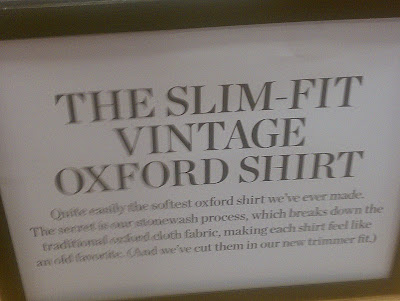 THE SLIM-FIT
VINTAGE
OXFORD SHIRT
Quite easily the softest oxford shirt we've ever made.
The secret is our stonewash process, which breaks down the
traditional oxford cloth fabric, making each shirt feel like
an old favorite. (And we've cut them in our new trimmer fit.)